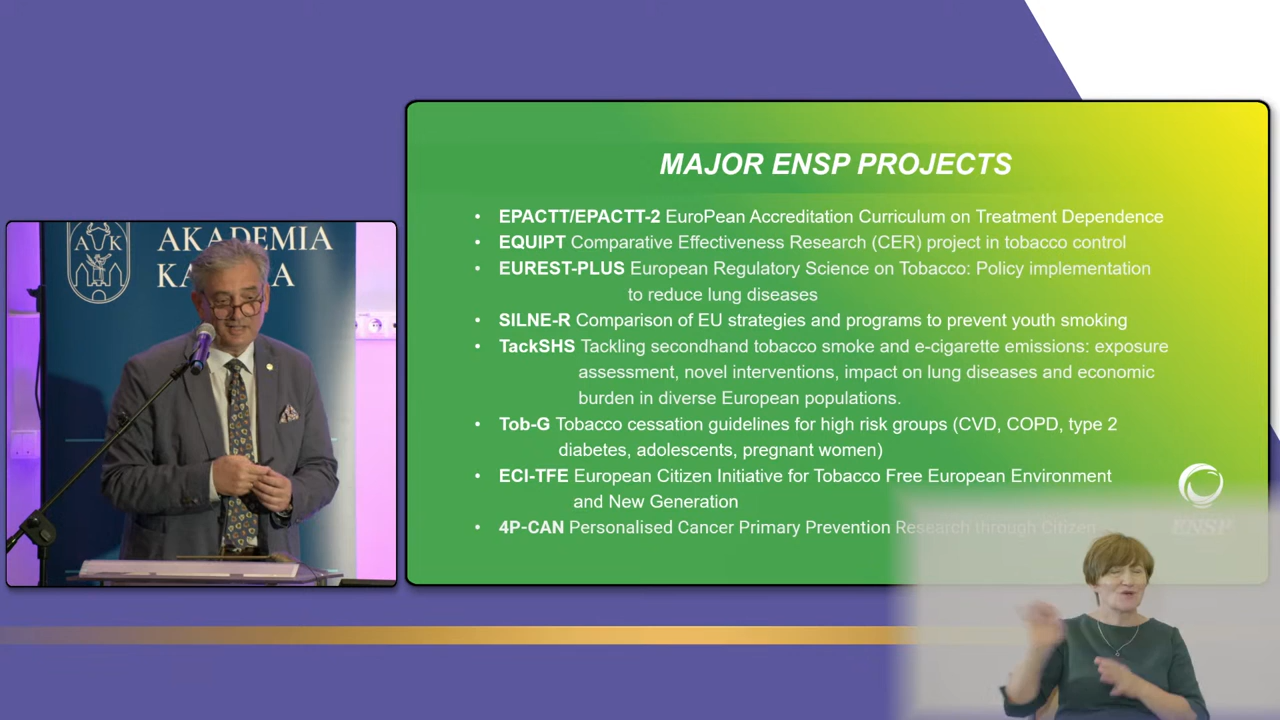 AKADEMIA
MAJOR ENSP PROJECTS
• EPACTT/EPACTT-2 EuroPean Accreditation Curriculum on Treatment Dependence
• EQUIPT Comparative Effectiveness Research (CER) project in tobacco control
• EUREST-PLUS European Regulatory Science on Tobacco: Policy implementation
to reduce lung diseases
• SILNE-R Comparison of EU strategies and programs to prevent youth smoking
• TackSHS Tackling secondhand tobacco smoke and e-cigarette emissions: exposure
assessment, novel interventions, impact on lung diseases and economic
burden in diverse European populations.
• Tob-G Tobacco cessation guidelines for high risk groups (CVD, COPD, type 2
diabetes, adolescents, pregnant women)
• ECI-TFE European Citizen Initiative for Tobacco Free European Environment
and New Generation
• 4P-CAN Personalised Cancer Primary Prevention Research through Citizen
ENSP